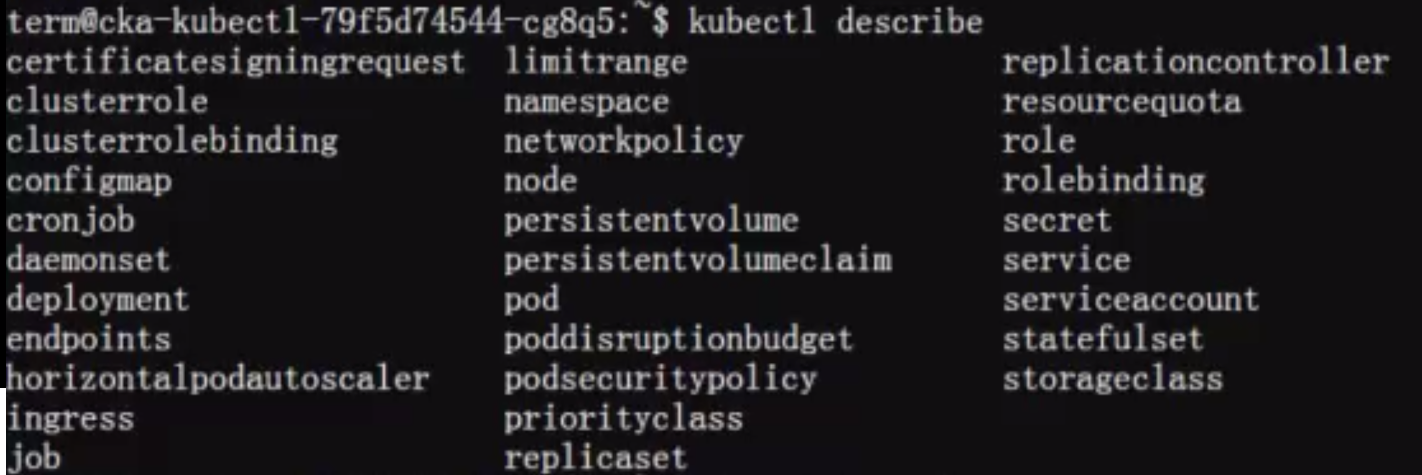 term@cka-kubectl-79f5d74544-cg8q5:~$ kubectl describe
certificatesigningrequest limitrange replicationcontroller
clusterrole namespace resourcequota
clusterrolebinding networkpolicy role
configmap node rolebinding
cronjob persistentvolume secret
daemonset persistentvolumeclaim service
deployment pod serviceaccount
endpoints poddisruptionbudget statefulset
horizontalpodautoscaler podsecuritypolicy storageclass
ingress priorityclass
job replicaset